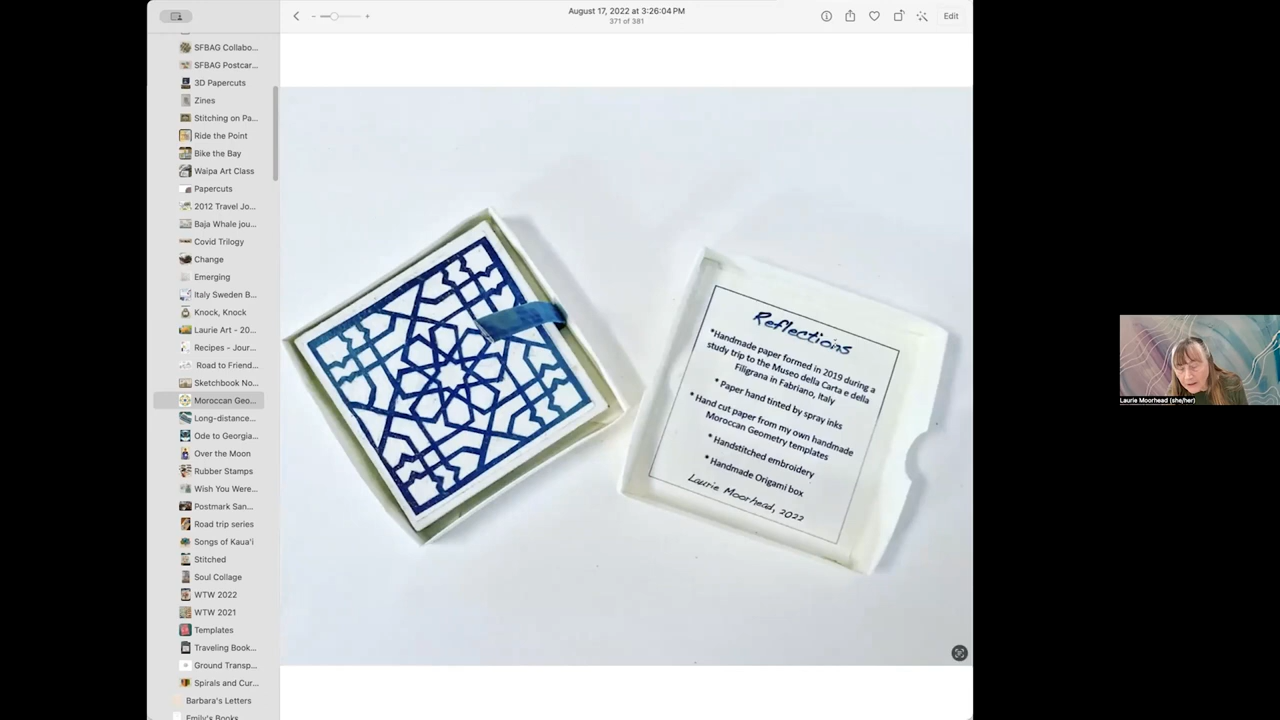 August 17, 2022 at 3:26:04 PM
371 of 381
Edit
SFBAG Collabo...
SFBAG Postcar...
3D Papercuts
Zines
Stitching on Pa...
Ride the Point
Bike the Bay
Waipa Art Class
Papercuts
2012 Travel Jo...
Baja Whale jou...
Covid Trilogy
Change
Emerging
Italy Sweden B...
Knock, Knock
Laurie Art - 20...
Recipes - Jour...
Road to Friend...
Sketchbook No...
Moroccan Geo...
Long-distance...
Ode to Georgia...
Over the Moon
Rubber Stamps
Wish You Were...
Postmark San...
Road trip series
Songs of Kaua'i
Stitched
Soul Collage
WTW 2022
WTW 2021
Templates
Traveling Book...
Ground Transp...
Spirals and Cur...
Barbara's Letters
Emily's Books
Reflections
*Handmade paper formed in 2019 during a
study trip to the Museo della Carta e della
Filigrana in Fabriano, Italy
* Paper hand tinted by spray inks
* Hand cut paper from my own handmade
Moroccan Geometry templates
* Handstitched embroidery
* Handmade Origami box
Laurie Moorhead, 2022
Laurie Moorhead (she/her)